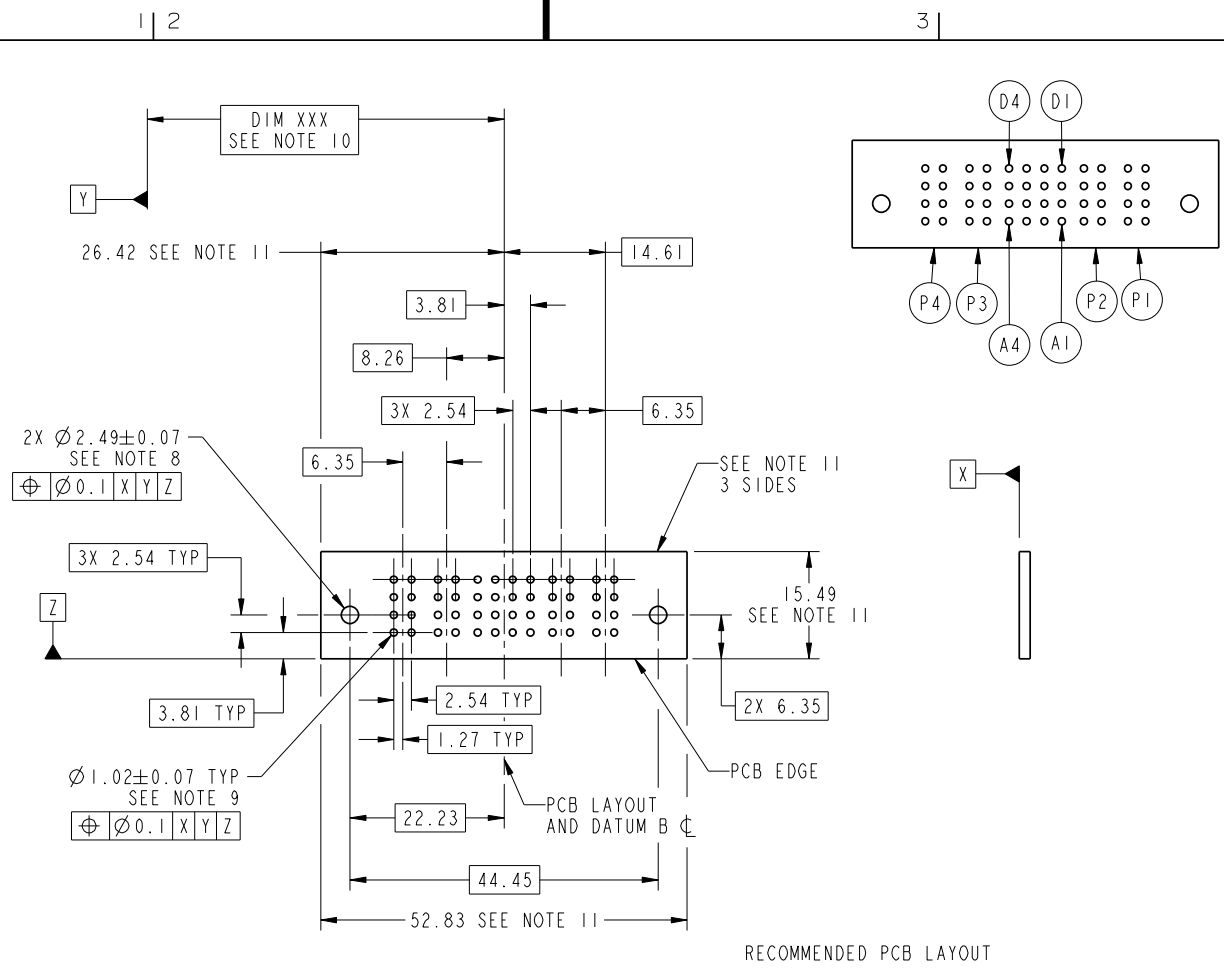 1 2
3
DIM XXX
SEE NOTE 10
Y
26.42 SEE NOTE 11
14.61
3.81
8.26
3X 2.54
6.35
2X Ø2.49±0.07
SEE NOTE 8
⌖ Ø0.1 X Y Z
6.35
SEE NOTE 11
3 SIDES
3X 2.54 TYP
Z
15.49
SEE NOTE 11
3.81 TYP
2.54 TYP
2X 6.35
1.27 TYP
Ø1.02±0.07 TYP
SEE NOTE 9
⌖ Ø0.1 X Y Z
PCB EDGE
22.23
PCB LAYOUT
AND DATUM B ℄
44.45
52.83 SEE NOTE 11
D4 D1
P4 P3 P2 P1
A4 A1
X
RECOMMENDED PCB LAYOUT